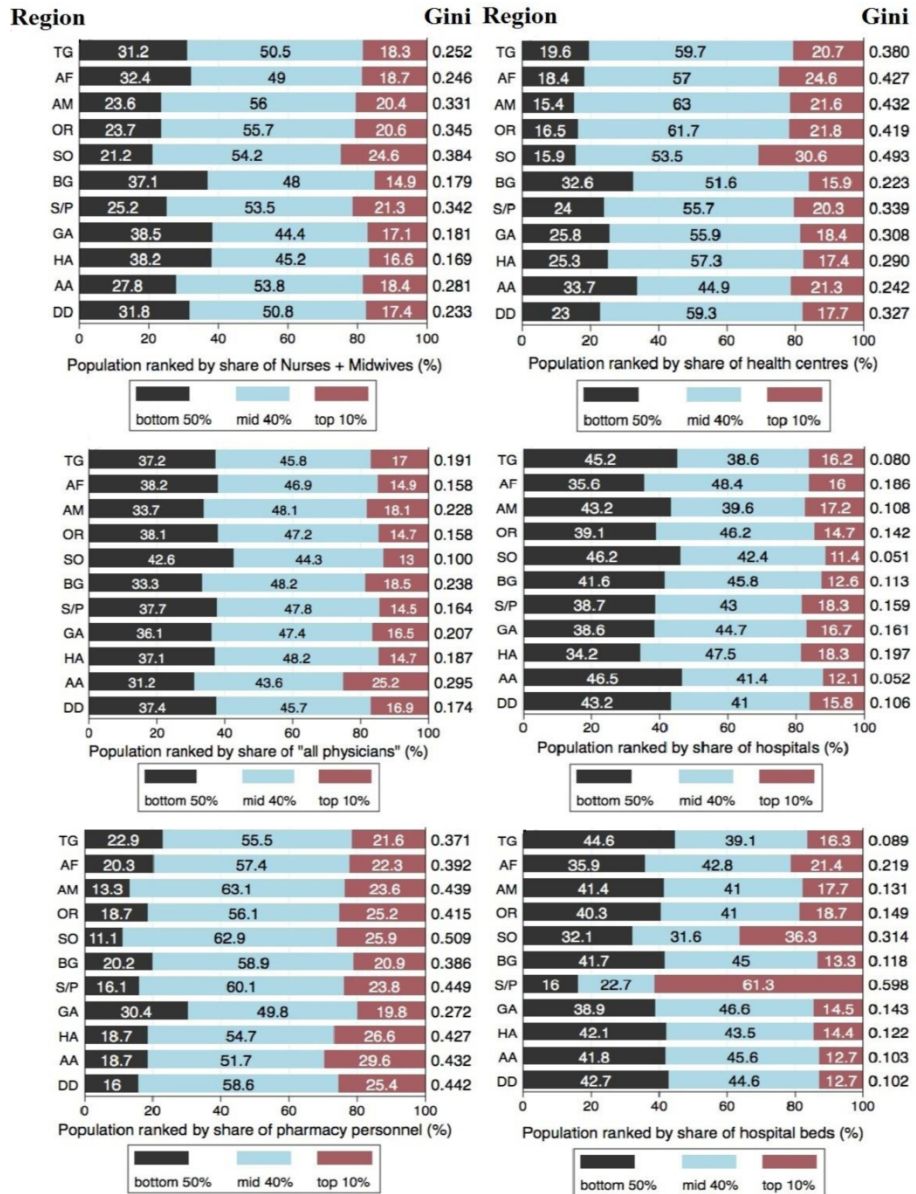 Region Gini
TG 31.2 50.5 18.3 0.252
AF 32.4 49 18.7 0.246
AM 23.6 56 20.4 0.331
OR 23.7 55.7 20.6 0.345
SO 21.2 54.2 24.6 0.384
BG 37.1 48 14.9 0.179
S/P 25.2 53.5 21.3 0.342
GA 38.5 44.4 17.1 0.181
HA 38.2 45.2 16.6 0.169
AA 27.8 53.8 18.4 0.281
DD 31.8 50.8 17.4 0.233
0 20 40 60 80 100
Population ranked by share of Nurses + Midwives (%)
bottom 50% mid 40% top 10%
Region Gini
TG 19.6 59.7 20.7 0.380
AF 18.4 57 24.6 0.427
AM 15.4 63 21.6 0.432
OR 16.5 61.7 21.8 0.419
SO 15.9 53.5 30.6 0.493
BG 32.6 51.6 15.9 0.223
S/P 24 55.7 20.3 0.339
GA 25.8 55.9 18.4 0.308
HA 25.3 57.3 17.4 0.290
AA 33.7 44.9 21.3 0.242
DD 23 59.3 17.7 0.327
0 20 40 60 80 100
Population ranked by share of health centres (%)
bottom 50% mid 40% top 10%
TG 37.2 45.8 17 0.191
AF 38.2 46.9 14.9 0.158
AM 33.7 48.1 18.1 0.228
OR 38.1 47.2 14.7 0.158
SO 42.6 44.3 13 0.100
BG 33.3 48.2 18.5 0.238
S/P 37.7 47.8 14.5 0.164
GA 36.1 47.4 16.5 0.207
HA 37.1 48.2 14.7 0.187
AA 31.2 43.6 25.2 0.295
DD 37.4 45.7 16.9 0.174
0 20 40 60 80 100
Population ranked by share of "all physicians" (%)
bottom 50% mid 40% top 10%
TG 45.2 38.6 16.2 0.080
AF 35.6 48.4 16 0.186
AM 43.2 39.6 17.2 0.108
OR 39.1 46.2 14.7 0.142
SO 46.2 42.4 11.4 0.051
BG 41.6 45.8 12.6 0.113
S/P 38.7 43 18.3 0.159
GA 38.6 44.7 16.7 0.161
HA 34.2 47.5 18.3 0.197
AA 46.5 41.4 12.1 0.052
DD 43.2 41 15.8 0.106
0 20 40 60 80 100
Population ranked by share of hospitals (%)
bottom 50% mid 40% top 10%
TG 22.9 55.5 21.6 0.371
AF 20.3 57.4 22.3 0.392
AM 13.3 63.1 23.6 0.439
OR 18.7 56.1 25.2 0.415
SO 11.1 62.9 25.9 0.509
BG 20.2 58.9 20.9 0.386
S/P 16.1 60.1 23.8 0.449
GA 30.4 49.8 19.8 0.272
HA 18.7 54.7 26.6 0.427
AA 18.7 51.7 29.6 0.432
DD 16 58.6 25.4 0.442
0 20 40 60 80 100
Population ranked by share of pharmacy personnel (%)
bottom 50% mid 40% top 10%
TG 44.6 39.1 16.3 0.089
AF 35.9 42.8 21.4 0.219
AM 41.4 41 17.7 0.131
OR 40.3 41 18.7 0.149
SO 32.1 31.6 36.3 0.314
BG 41.7 45 13.3 0.118
S/P 16 22.7 61.3 0.598
GA 38.9 46.6 14.5 0.143
HA 42.1 43.5 14.4 0.122
AA 41.8 45.6 12.7 0.103
DD 42.7 44.6 12.7 0.102
0 20 40 60 80 100
Population ranked by share of hospital beds (%)
bottom 50% mid 40% top 10%